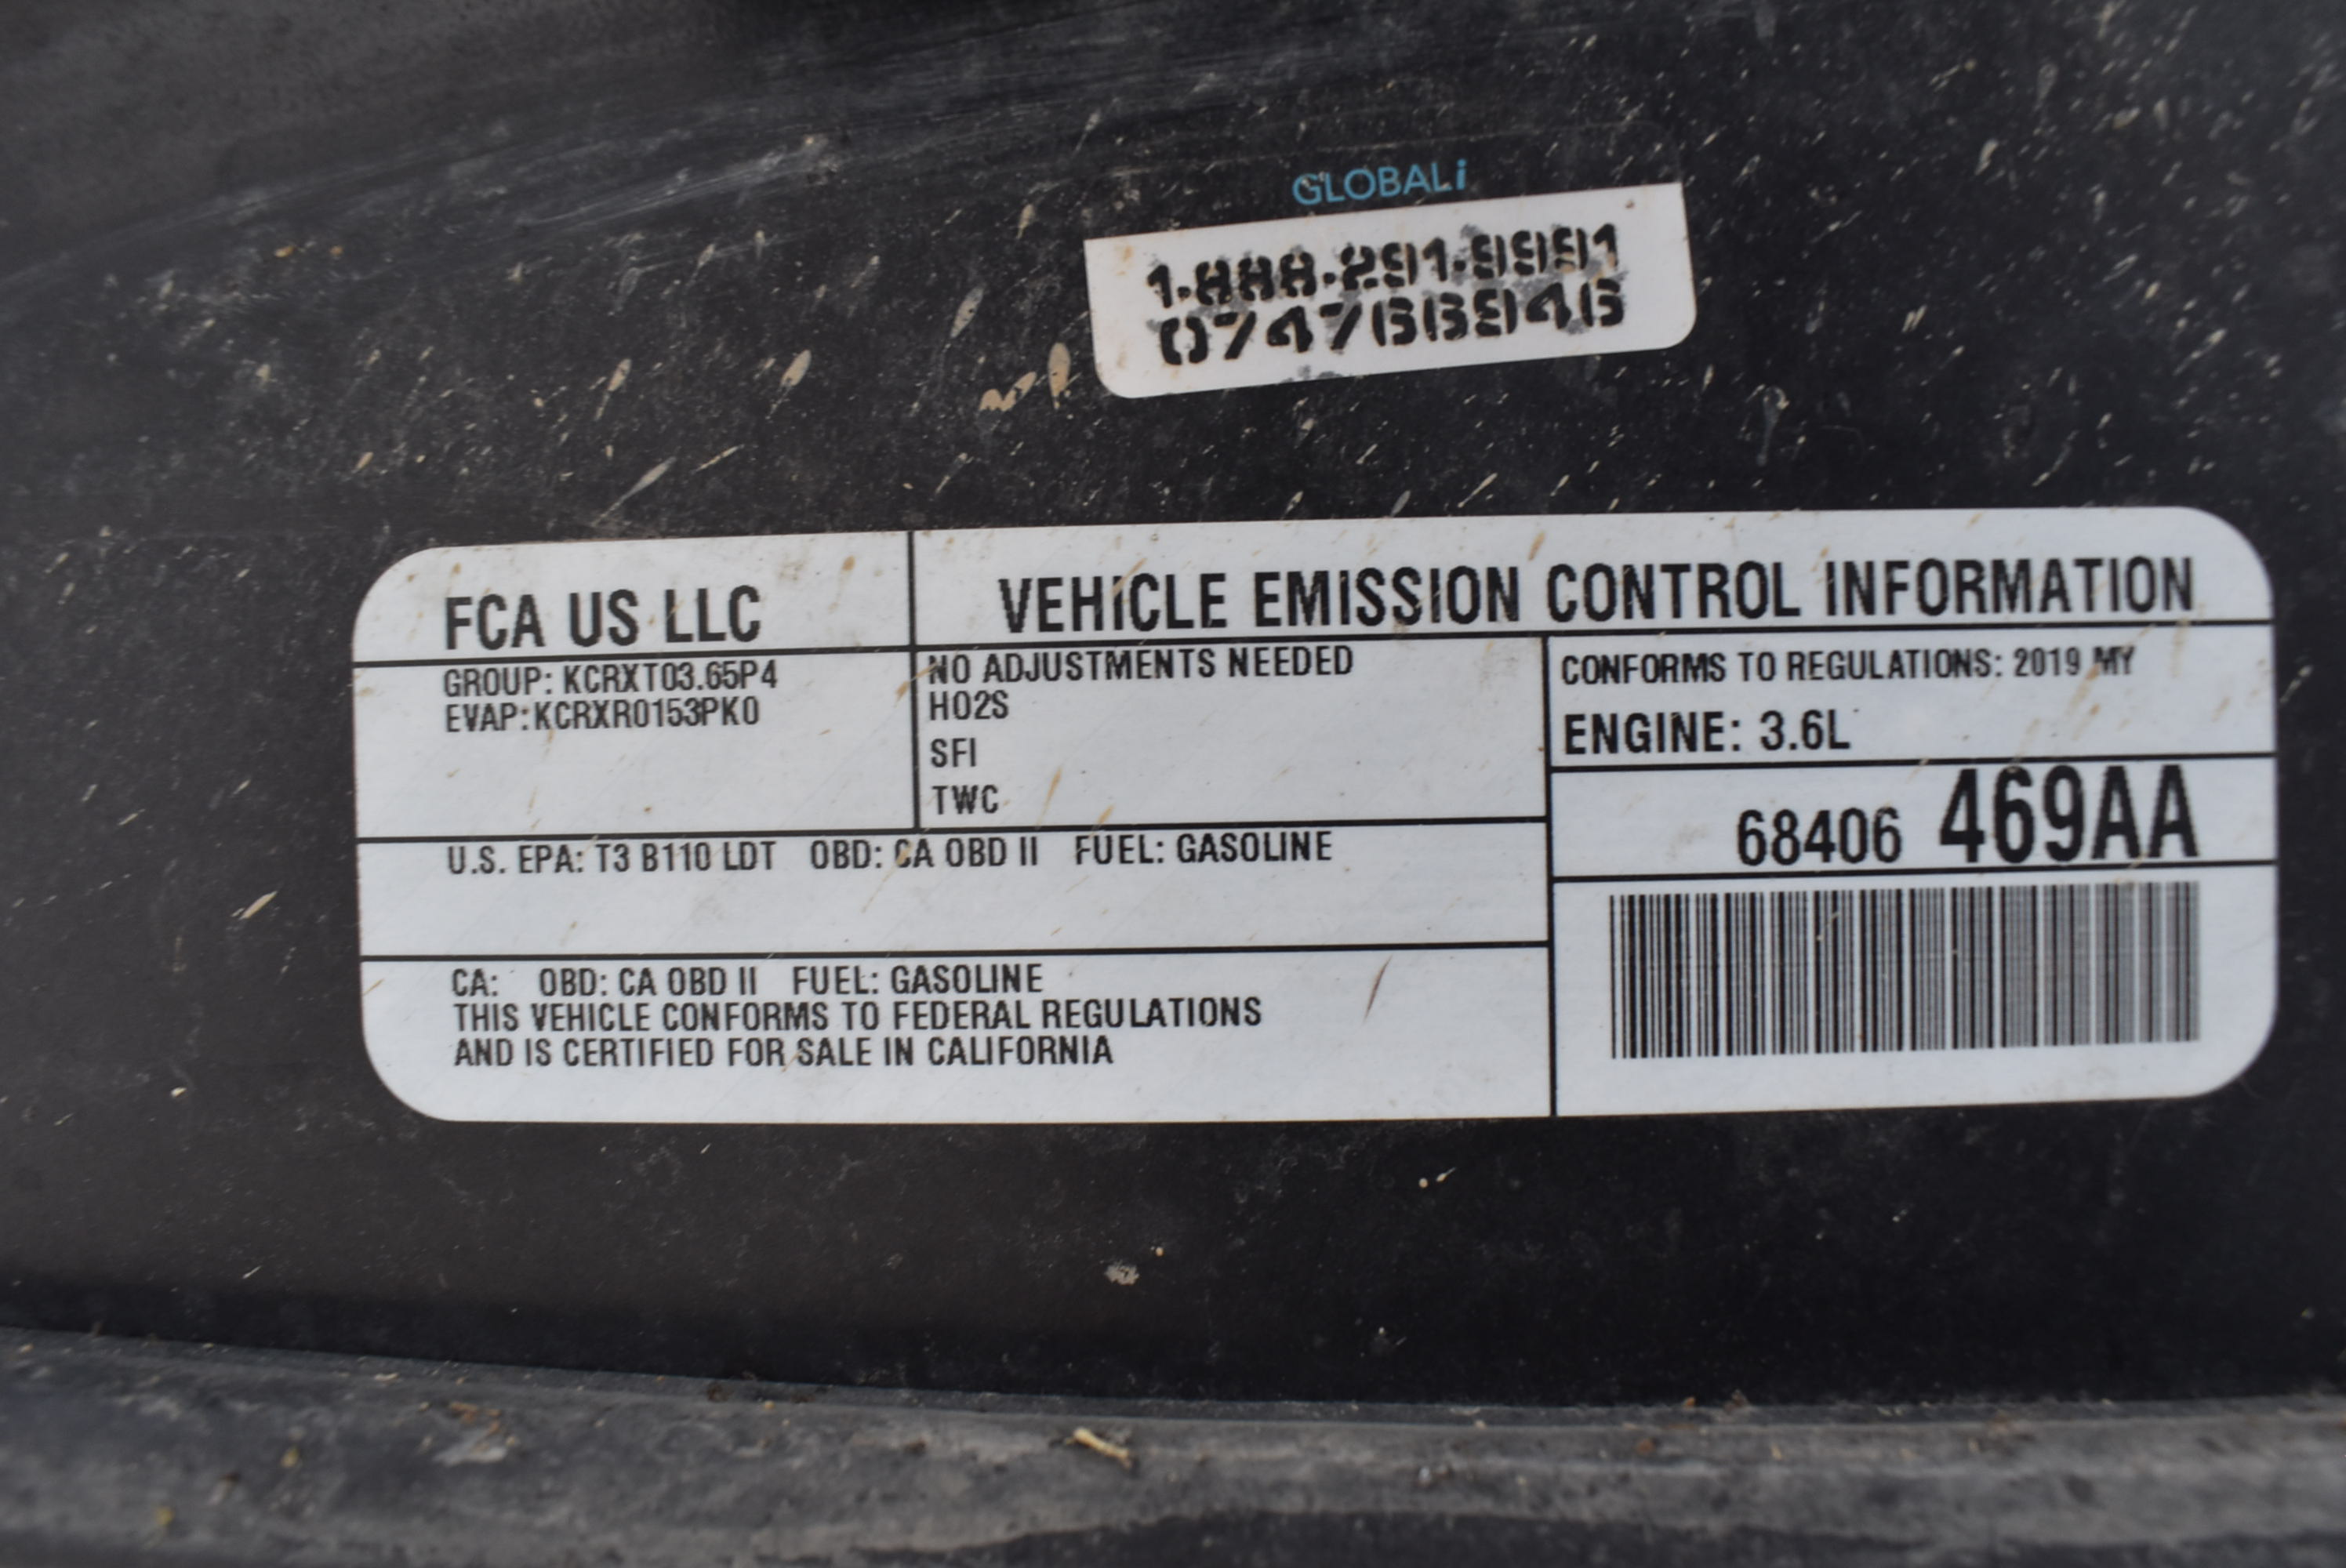 GLOBALi
1-888-291-9991
074766946
FCA US LLC
VEHICLE EMISSION CONTROL INFORMATION
GROUP: KCRXT03.65P4
EVAP:KCRXR0153PK0
NO ADJUSTMENTS NEEDED
HO2S
SFI
TWC
CONFORMS TO REGULATIONS: 2019 MY
ENGINE: 3.6L
68406 469AA
U.S. EPA: T3 B110 LDT OBD: CA OBD II FUEL: GASOLINE
CA: OBD: CA OBD II FUEL: GASOLINE
THIS VEHICLE CONFORMS TO FEDERAL REGULATIONS
AND IS CERTIFIED FOR SALE IN CALIFORNIA